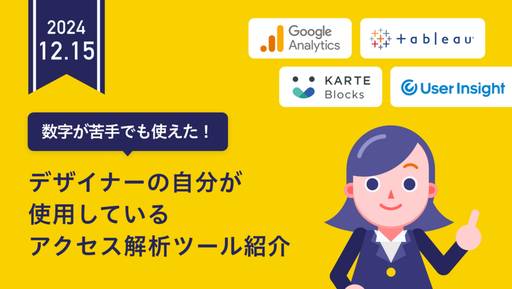 2024
12.15
Google
Analytics
+ a b l e a u
KARTE
Blocks
User Insight
数字が苦手でも使えた！
デザイナーの自分が
使用している
アクセス解析ツール紹介